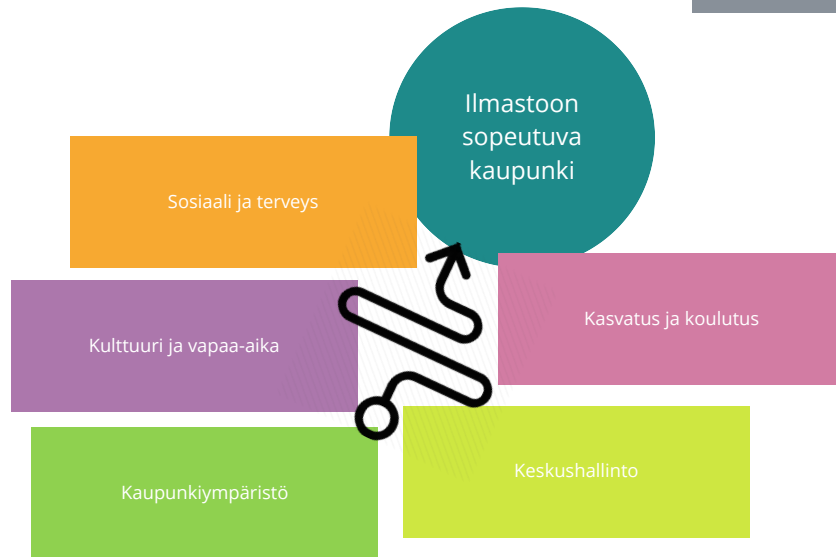 Ilmastoon
sopeutuva
kaupunki
Sosiaali ja terveys
Kasvatus ja koulutus
Kulttuuri ja vapaa-aika
Keskushallinto
Kaupunkiympäristö